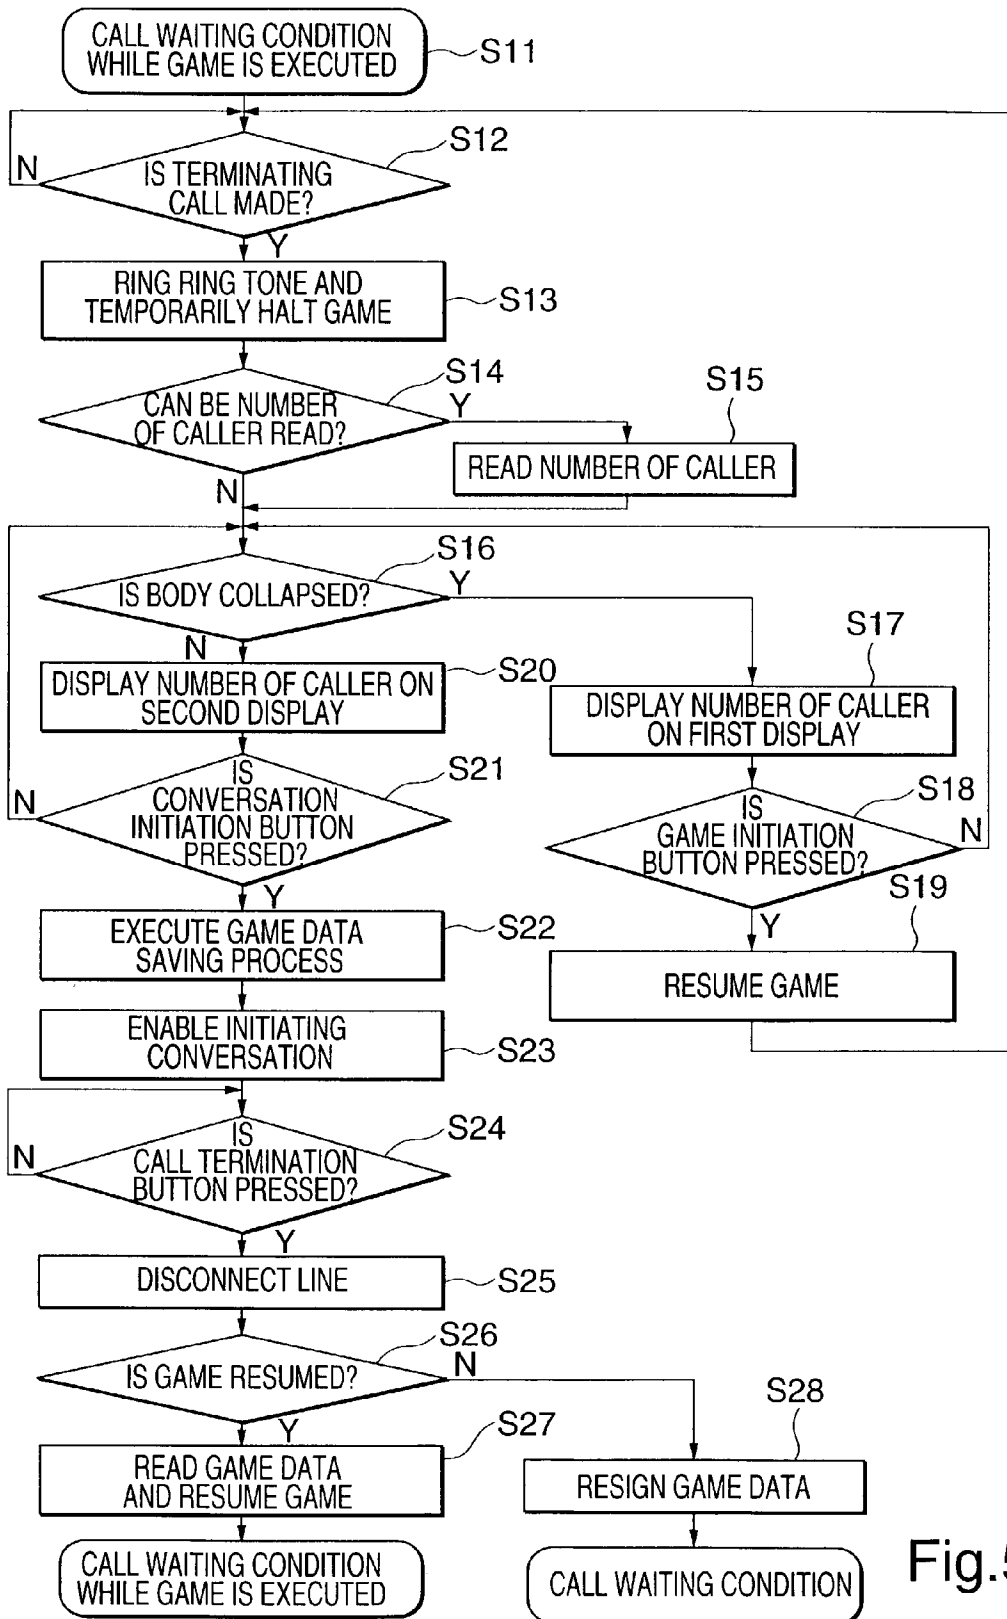 CALL WAITING CONDITION
WHILE GAME IS EXECUTED
S11
S12
N
IS TERMINATING
CALL MADE?
Y
RING RING TONE AND
TEMPORARILY HALT GAME
S13
S14
CAN BE NUMBER
OF CALLER READ?
Y
S15
READ NUMBER OF CALLER
N
S16
IS BODY COLLAPSED?
Y
N
S17
S20
DISPLAY NUMBER OF CALLER ON
SECOND DISPLAY
DISPLAY NUMBER OF CALLER
ON FIRST DISPLAY
S21
IS
CONVERSATION
INITIATION BUTTON
PRESSED?
N
Y
S18
IS
GAME INITIATION
BUTTON PRESSED?
N
Y
S19
EXECUTE GAME DATA
SAVING PROCESS
S22
RESUME GAME
ENABLE INITIATING
CONVERSATION
S23
S24
IS
CALL TERMINATION
BUTTON PRESSED?
N
Y
DISCONNECT LINE
S25
S26
IS GAME RESUMED?
N
Y
S27
S28
READ GAME DATA
AND RESUME GAME
RESIGN GAME DATA
CALL WAITING CONDITION
WHILE GAME IS EXECUTED
CALL WAITING CONDITION
Fig.5